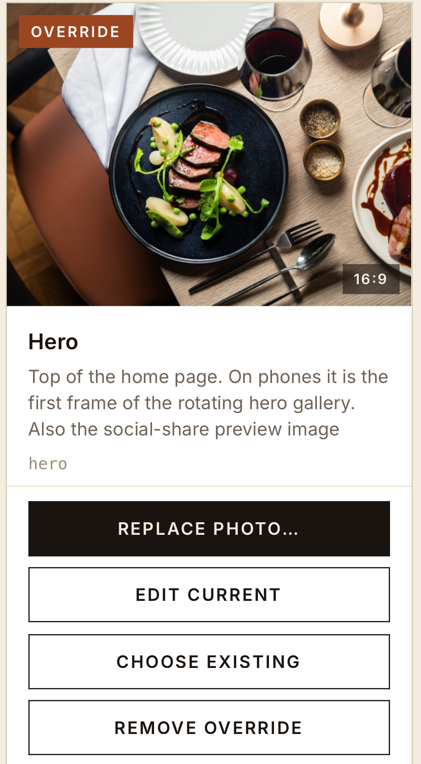 OVERRIDE
16:9
Hero
Top of the home page. On phones it is the
first frame of the rotating hero gallery.
Also the social-share preview image
hero
REPLACE PHOTO…
EDIT CURRENT
CHOOSE EXISTING
REMOVE OVERRIDE